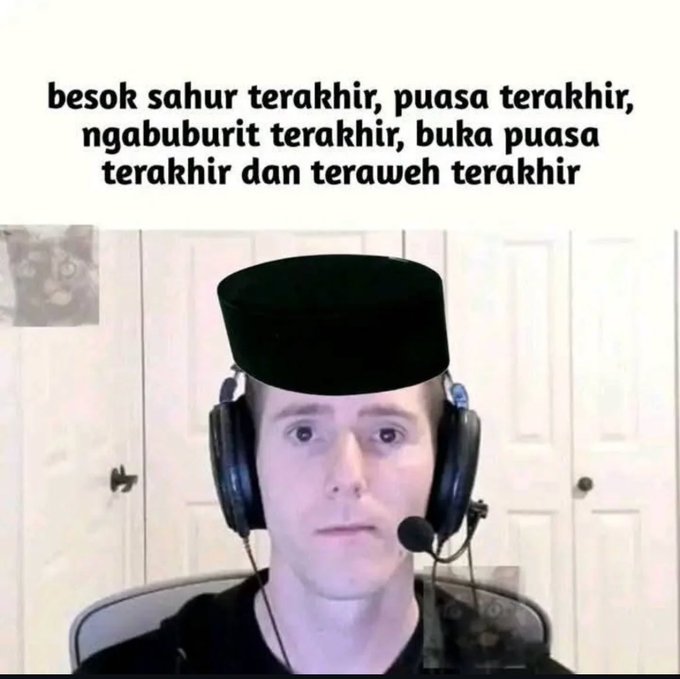 besok sahur terakhir, puasa terakhir,
ngabuburit terakhir, buka puasa
terakhir dan teraweh terakhir